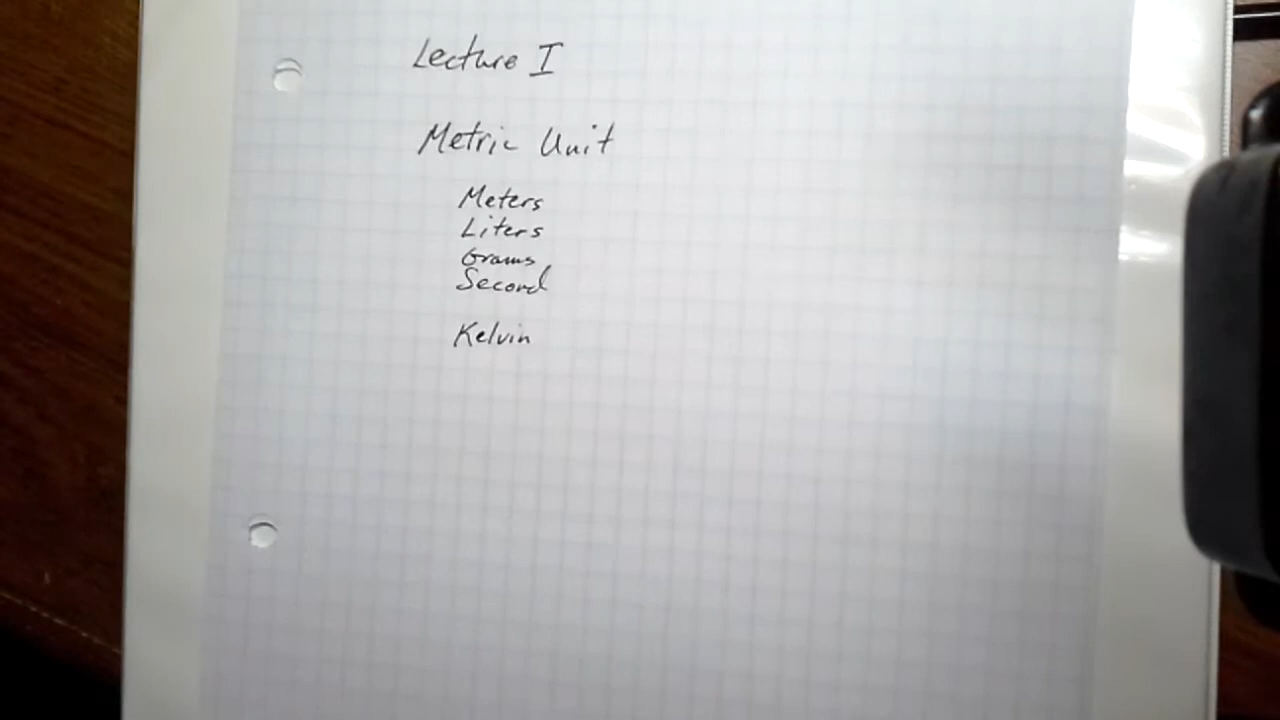 Lecture I
Metric Unit
Meters
Liters
Grams
Second
Kelvin